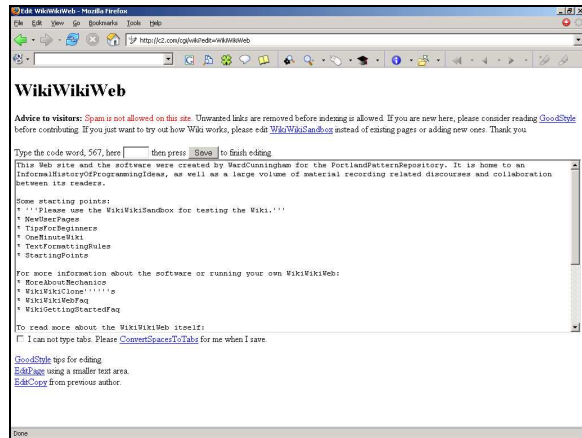 Edit WikiWikiWeb - Mozilla Firefox
File Edit View Go Bookmarks Tools Help
http://c2.com/cgi/wiki?edit=WikiWikiWeb
WikiWikiWeb
Advice to visitors: Spam is not allowed on this site. Unwanted links are removed before indexing is allowed. If you are new here, please consider reading GoodStyle
before contributing. If you just want to try out how Wiki works, please edit WikiWikiSandbox instead of existing pages or adding new ones. Thank you.
Type the code word, 567, here then press Save to finish editing.
This Web site and the software were created by WardCunningham for the PortlandPatternRepository. It is home to an
InformalHistoryOfProgrammingIdeas, as well as a large volume of material recording related discourses and collaboration
between its readers.
Some starting points:
* '''Please use the WikiWikiSandbox for testing the Wiki.'''
* NewUserPages
* TipsForBeginners
* OneMinuteWiki
* TextFormattingRules
* StartingPoints
For more information about the software or running your own WikiWikiWeb:
* MoreAboutMechanics
* WikiWikiClone''''''s
* WikiWikiWebFaq
* WikiGettingStartedFaq
To read more about the WikiWikiWeb itself:
I can not type tabs. Please ConvertSpacesToTabs for me when I save.
GoodStyle tips for editing.
EditPage using a smaller text area.
EditCopy from previous author.
Done